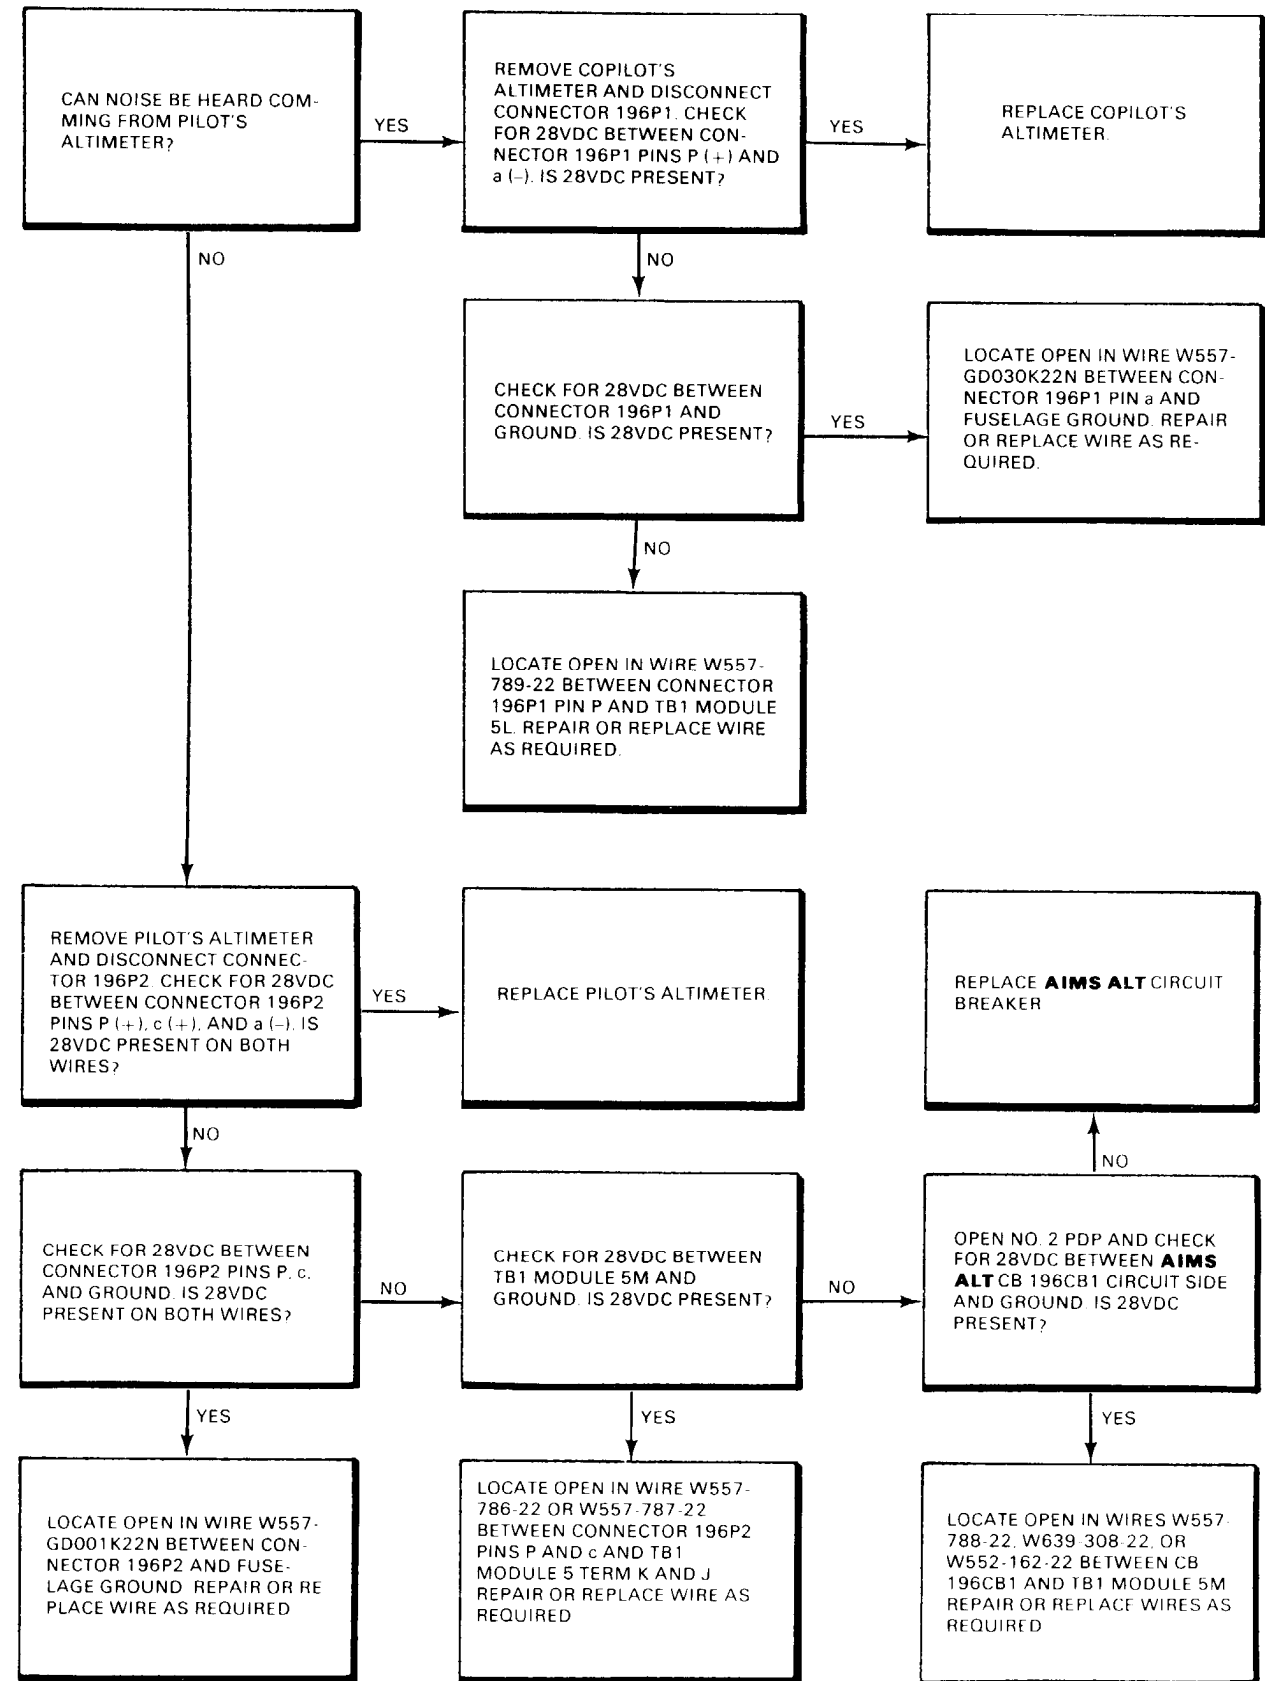 CAN NOISE BE HEARD COM-
MING FROM PILOT'S
ALTIMETER?
YES
REMOVE COPILOT'S
ALTIMETER AND DISCONNECT
CONNECTOR 196P1. CHECK
FOR 28VDC BETWEEN CON-
NECTOR 196P1 PINS P (+) AND
a (–). IS 28VDC PRESENT?
YES
REPLACE COPILOT'S
ALTIMETER.
NO
NO
CHECK FOR 28VDC BETWEEN
CONNECTOR 196P1 AND
GROUND. IS 28VDC PRESENT?
YES
LOCATE OPEN IN WIRE W557-
GD030K22N BETWEEN CON-
NECTOR 196P1 PIN a AND
FUSELAGE GROUND. REPAIR
OR REPLACE WIRE AS RE-
QUIRED.
NO
LOCATE OPEN IN WIRE W557-
789-22 BETWEEN CONNECTOR
196P1 PIN P AND TB1 MODULE
5L. REPAIR OR REPLACE WIRE
AS REQUIRED.
REMOVE PILOT'S ALTIMETER
AND DISCONNECT CONNEC-
TOR 196P2. CHECK FOR 28VDC
BETWEEN CONNECTOR 196P2
PINS P (+), c (+), AND a (–). IS
28VDC PRESENT ON BOTH
WIRES?
YES
REPLACE PILOT'S ALTIMETER.
REPLACE AIMS ALT CIRCUIT
BREAKER
NO
NO
CHECK FOR 28VDC BETWEEN
CONNECTOR 196P2 PINS P, c,
AND GROUND. IS 28VDC
PRESENT ON BOTH WIRES?
NO
CHECK FOR 28VDC BETWEEN
TB1 MODULE 5M AND
GROUND. IS 28VDC PRESENT?
NO
OPEN NO. 2 PDP AND CHECK
FOR 28VDC BETWEEN AIMS
ALT CB 196CB1 CIRCUIT SIDE
AND GROUND. IS 28VDC
PRESENT?
YES
YES
YES
LOCATE OPEN IN WIRE W557-
GD001K22N BETWEEN CON-
NECTOR 196P2 AND FUSE-
LAGE GROUND REPAIR OR RE
PLACE WIRE AS REQUIRED
LOCATE OPEN IN WIRE W557-
786-22 OR W557-787-22
BETWEEN CONNECTOR 196P2
PINS P AND c AND TB1
MODULE 5 TERM K AND J
REPAIR OR REPLACE WIRE AS
REQUIRED
LOCATE OPEN IN WIRES W557-
788-22, W639-308-22, OR
W552-162-22 BETWEEN CB
196CB1 AND TB1 MODULE 5M
REPAIR OR REPLACE WIRES AS
REQUIRED